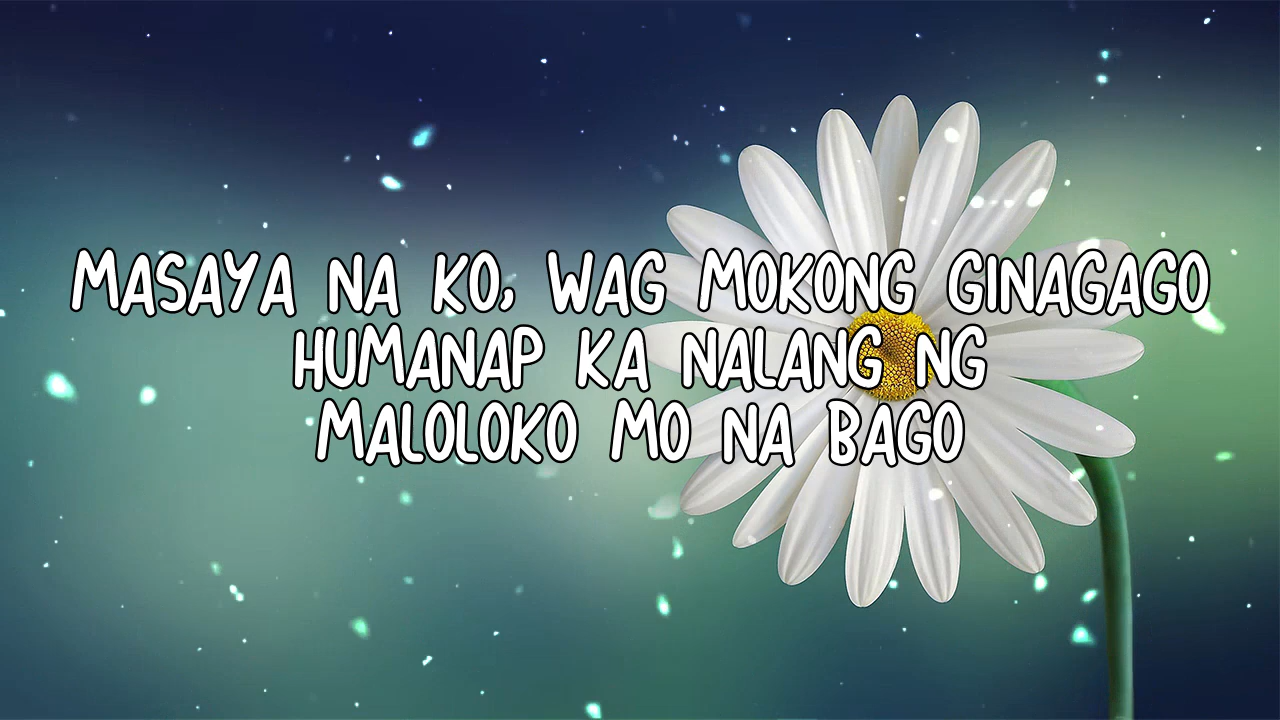 MASAYA NA KO, WAG MOKONG GINAGAGO
HUMANAP KA NALANG NG
MALOLOKO MO NA BAGO